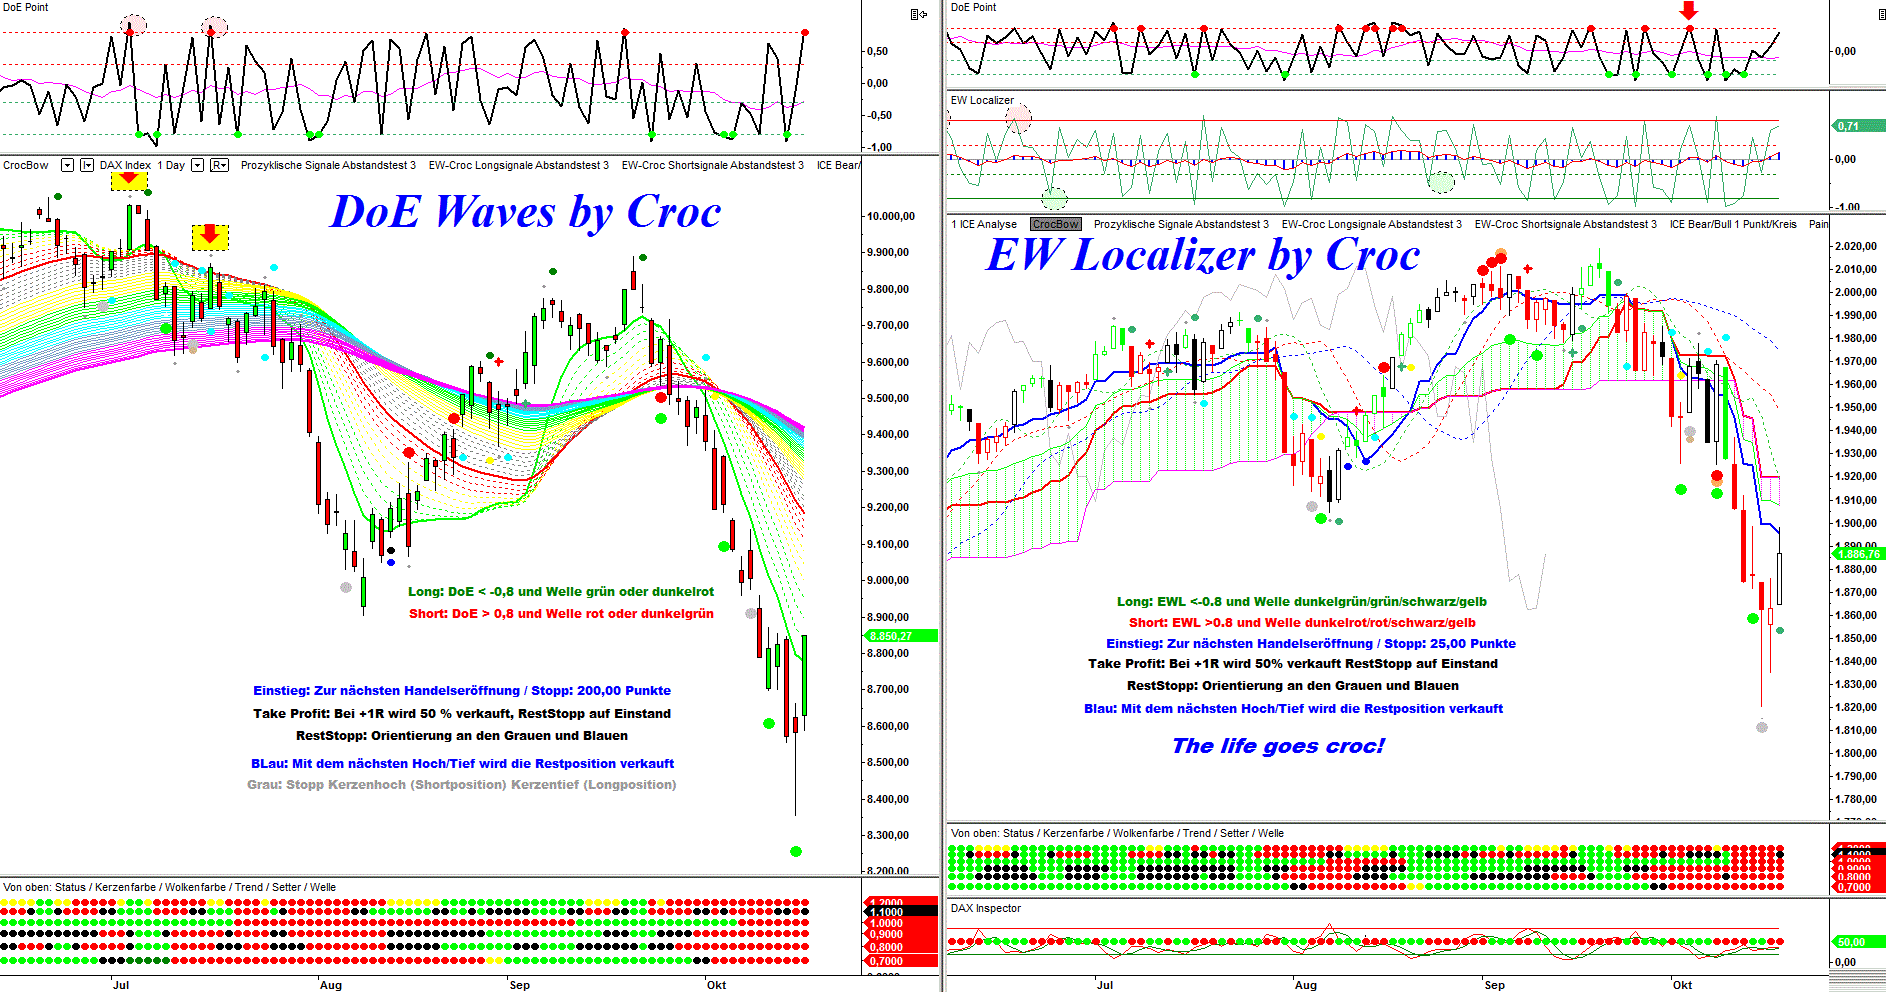 DoE Point
0,50
0,00
-0,50
-1,00
CrocBow
DAX Index 1 Day
R
Prozyklische Signale Abstandstest 3
EW-Croc Longsignale Abstandstest 3
EW-Croc Shortsignale Abstandstest 3
ICE Bear/
DoE Waves by Croc
10.000,00
9.900,00
9.800,00
9.700,00
9.600,00
9.500,00
9.400,00
9.300,00
9.200,00
9.100,00
9.000,00
8.900,00
8.850,27
8.800,00
8.700,00
8.600,00
8.400,00
8.300,00
8.200,00
Long: DoE < -0,8 und Welle grün oder dunkelrot
Short: DoE > 0,8 und Welle rot oder dunkelgrün
Einstieg: Zur nächsten Handelseröffnung / Stopp: 200,00 Punkte
Take Profit: Bei +1R wird 50 % verkauft, RestStopp auf Einstand
RestStopp: Orientierung an den Grauen und Blauen
BLau: Mit dem nächsten Hoch/Tief wird die Restposition verkauft
Grau: Stopp Kerzenhoch (Shortposition) Kerzentief (Longposition)
Von oben: Status / Kerzenfarbe / Wolkenfarbe / Trend / Setter / Welle
1,2000
1,1000
1,0000
0,9000
0,8000
0,7000
Jul
Aug
Sep
Okt
DoE Point
0,00
EW Localizer
0,71
0,00
-1,00
1 ICE Analyse
CrocBow
Prozyklische Signale Abstandstest 3
EW-Croc Longsignale Abstandstest 3
EW-Croc Shortsignale Abstandstest 3
ICE Bear/Bull 1 Punkt/Kreis
Pain
EW Localizer by Croc
2.020,00
2.010,00
2.000,00
1.990,00
1.980,00
1.970,00
1.960,00
1.950,00
1.940,00
1.930,00
1.920,00
1.910,00
1.900,00
1.886,76
1.880,00
1.870,00
1.860,00
1.850,00
1.840,00
1.830,00
1.820,00
1.810,00
1.800,00
1.790,00
1.780,00
Long: EWL <-0.8 und Welle dunkelgrün/grün/schwarz/gelb
Short: EWL >0.8 und Welle dunkelrot/rot/schwarz/gelb
Einstieg: Zur nächsten Handelseröffnung / Stopp: 25,00 Punkte
Take Profit: Bei +1R wird 50% verkauft RestStopp auf Einstand
RestStopp: Orientierung an den Grauen und Blauen
Blau: Mit dem nächsten Hoch/Tief wird die Restposition verkauft
The life goes croc!
Von oben: Status / Kerzenfarbe / Wolkenfarbe / Trend / Setter / Welle
0,8000
0,7000
DAX Inspector
50,00
0,00
Jul
Aug
Sep
Okt